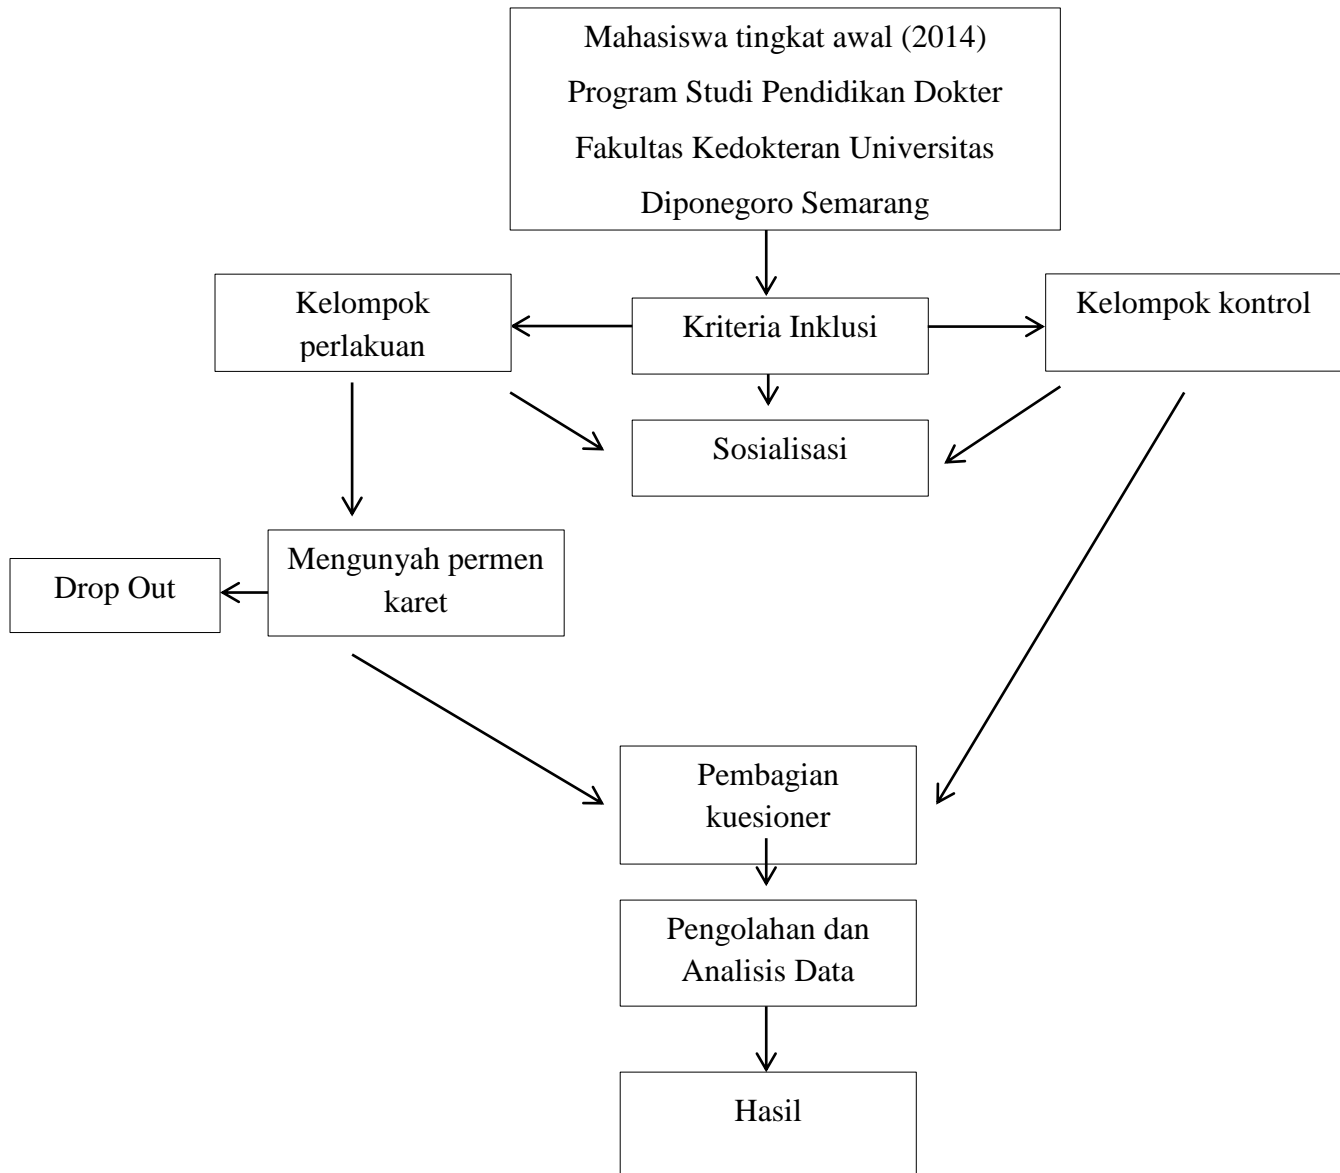 Mahasiswa tingkat awal (2014)
Program Studi Pendidikan Dokter
Fakultas Kedokteran Universitas
Diponegoro Semarang
Kelompok
perlakuan
Kriteria Inklusi
Kelompok kontrol
Sosialisasi
Drop Out
Mengunyah permen
karet
Pembagian
kuesioner
Pengolahan dan
Analisis Data
Hasil